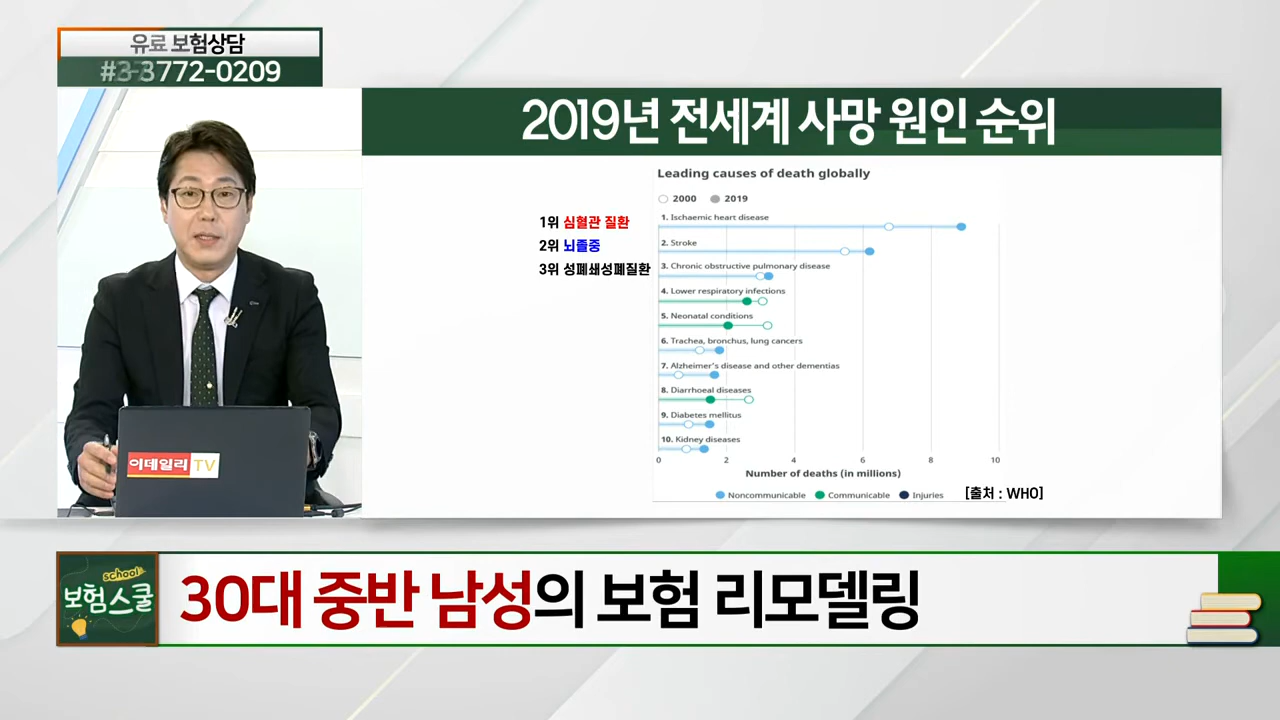 유료 보험상담
3772-0209
2019년 전세계 사망 원인 순위
Leading causes of death globally
2000 2019
1위 심혈관 질환
2위 뇌졸중
3위 성폐쇄성폐질환
1. Ischaemic heart disease
2. Stroke
3. Chronic obstructive pulmonary disease
4. Lower respiratory infections
5. Neonatal conditions
6. Trachea, bronchus, lung cancers
7. Alzheimer's disease and other dementias
8. Diarrhoeal diseases
9. Diabetes mellitus
10. Kidney diseases
0 2 4 6 8 10
Number of deaths (in millions)
Noncommunicable Communicable Injuries
[출처 : WHO]
이데일리 TV
school
보험스쿨
30대 중반 남성의 보험 리모델링